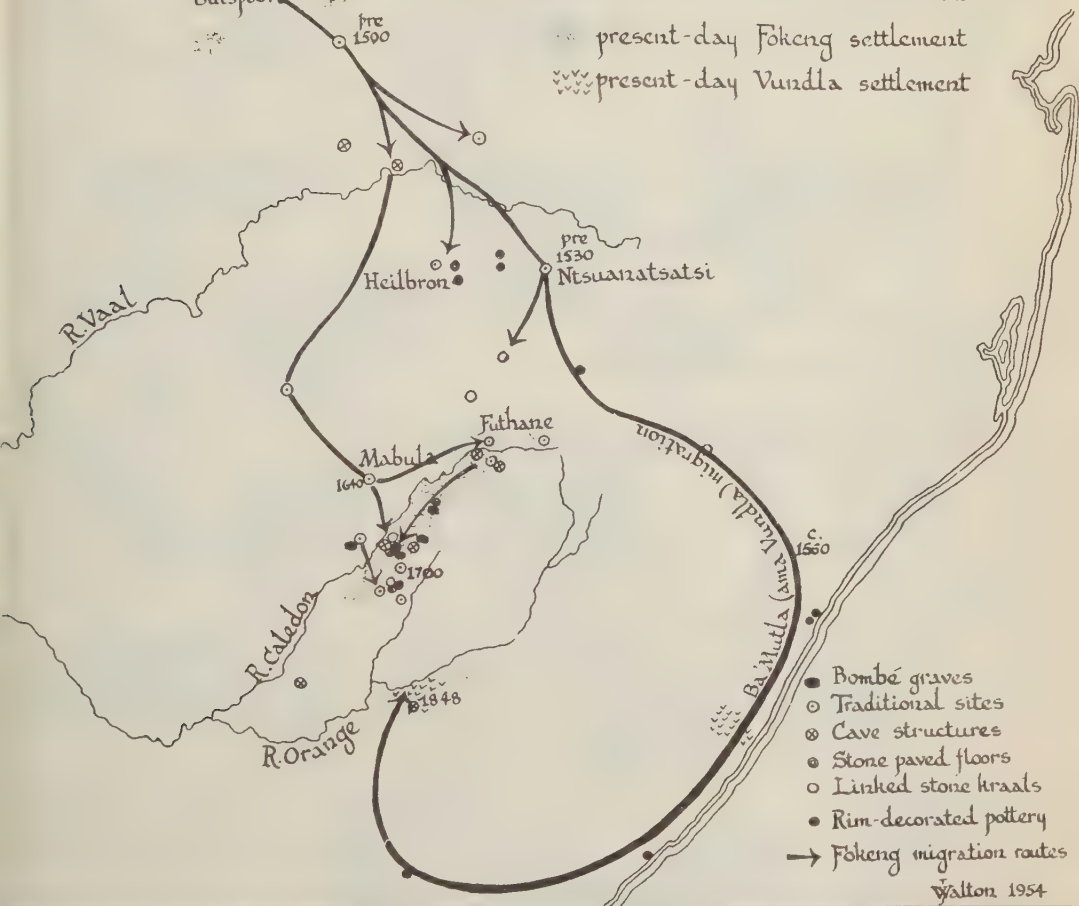 pre
1500
present-day Fokeng settlement
present-day Vundla settlement
pre
1530
Ntsuanatsatsi
Heilbron
R.Vaal
Futhane
Mabula
1640
Ba'Mutla (ama Vundla) migration
c.
1560
1700
R.Caledon
1848
R.Orange
Bombé graves
Traditional sites
Cave structures
Stone paved floors
Linked stone kraals
Rim-decorated pottery
Fokeng migration routes
Walton 1954